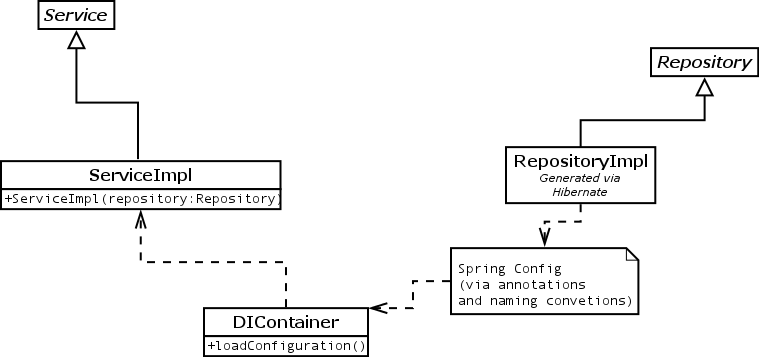 Service
Repository
ServiceImpl
+ServiceImpl(repository:Repository)
RepositoryImpl
Generated via
Hibernate
Spring Config
(via annotations
and naming convetions)
DIContainer
+loadConfiguration()